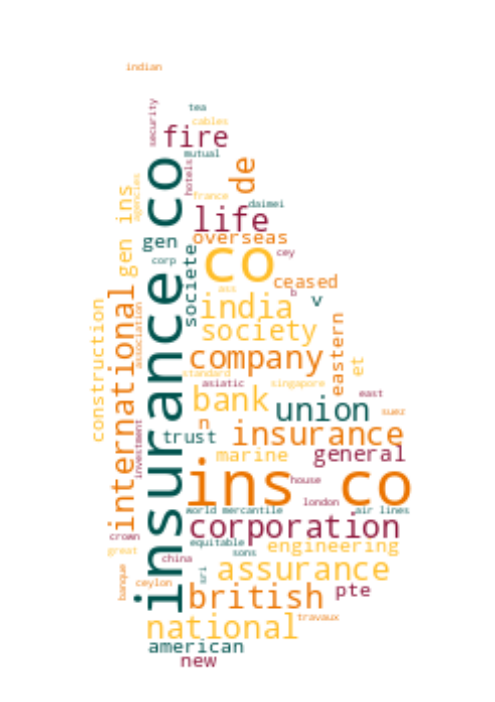 indian
security
tea
cables
fire
mutual
de
hotels
agencies
gen ins
insurance co
france
daimei
life
gen
overseas
corp
societe
co
cey
ceased
ass
b
v
india
society
international
construction
association
eastern
company
et
standard
asiatic
singapore
east
bank
union
suez
n
trust
insurance
investment
marine
general
ins co
house
london
world mercantile
air lines
corporation
crown
equitable
great
sons
engineering
china
assurance
banque
ceylon
sri
british
pte
national
travaux
american
new